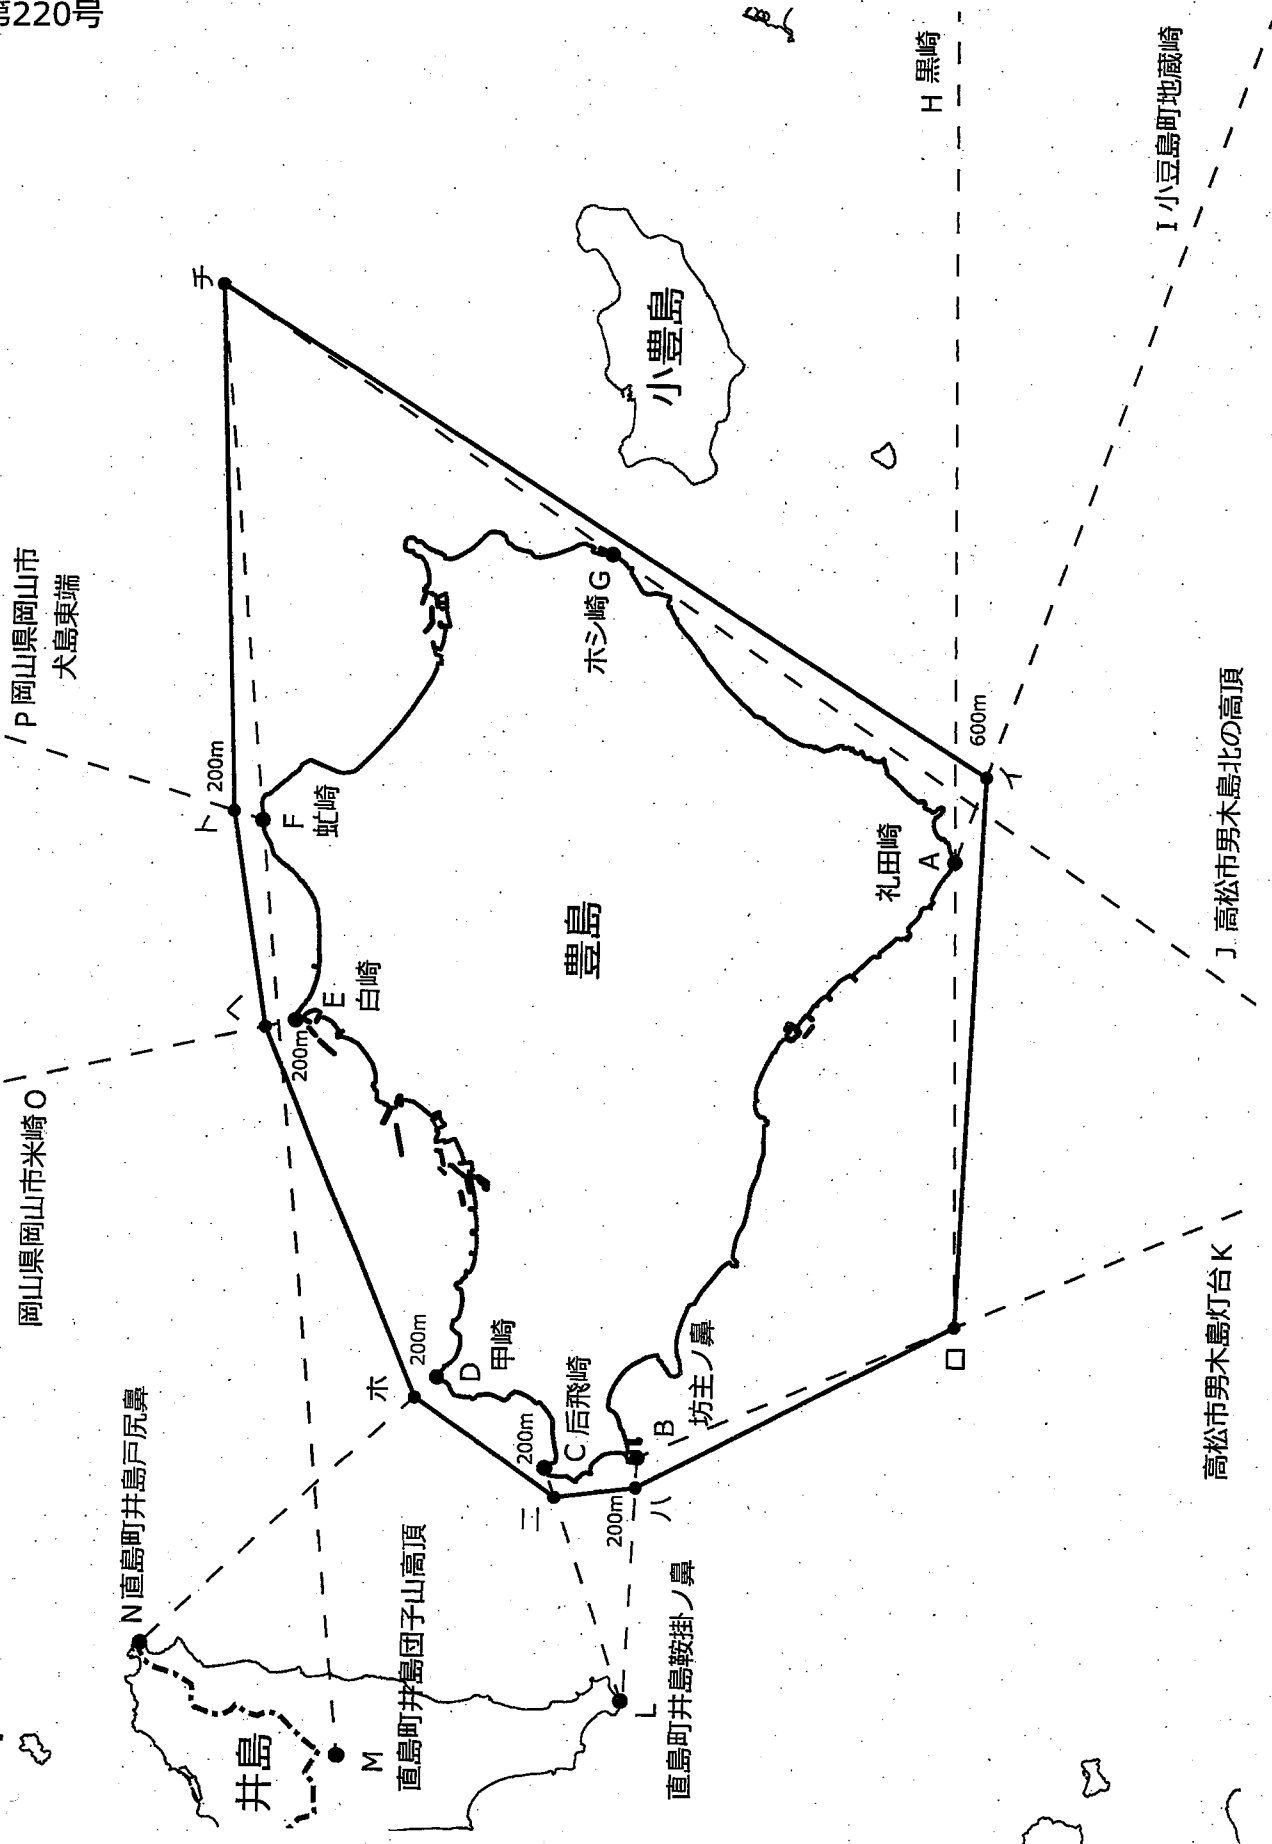 第220号
P 岡山県岡山市
犬島東端
岡山県岡山市米崎 O
N 直島町井島戸尻鼻
H 黒崎
I 小豆島町地蔵崎
チ
ト
200m
F
虻崎
ヘ
200m
E
白崎
ホ
200m
D
甲崎
200m
C 后飛崎
ニ
200m
ハ
B
坊主ノ鼻
豊島
小豊島
ホシ崎 G
礼田崎
A
600m
イ
ロ
J 高松市男木島北の高頂
高松市男木島灯台 K
井島
M
直島町井島団子山高頂
L
直島町井島鞍掛ノ鼻